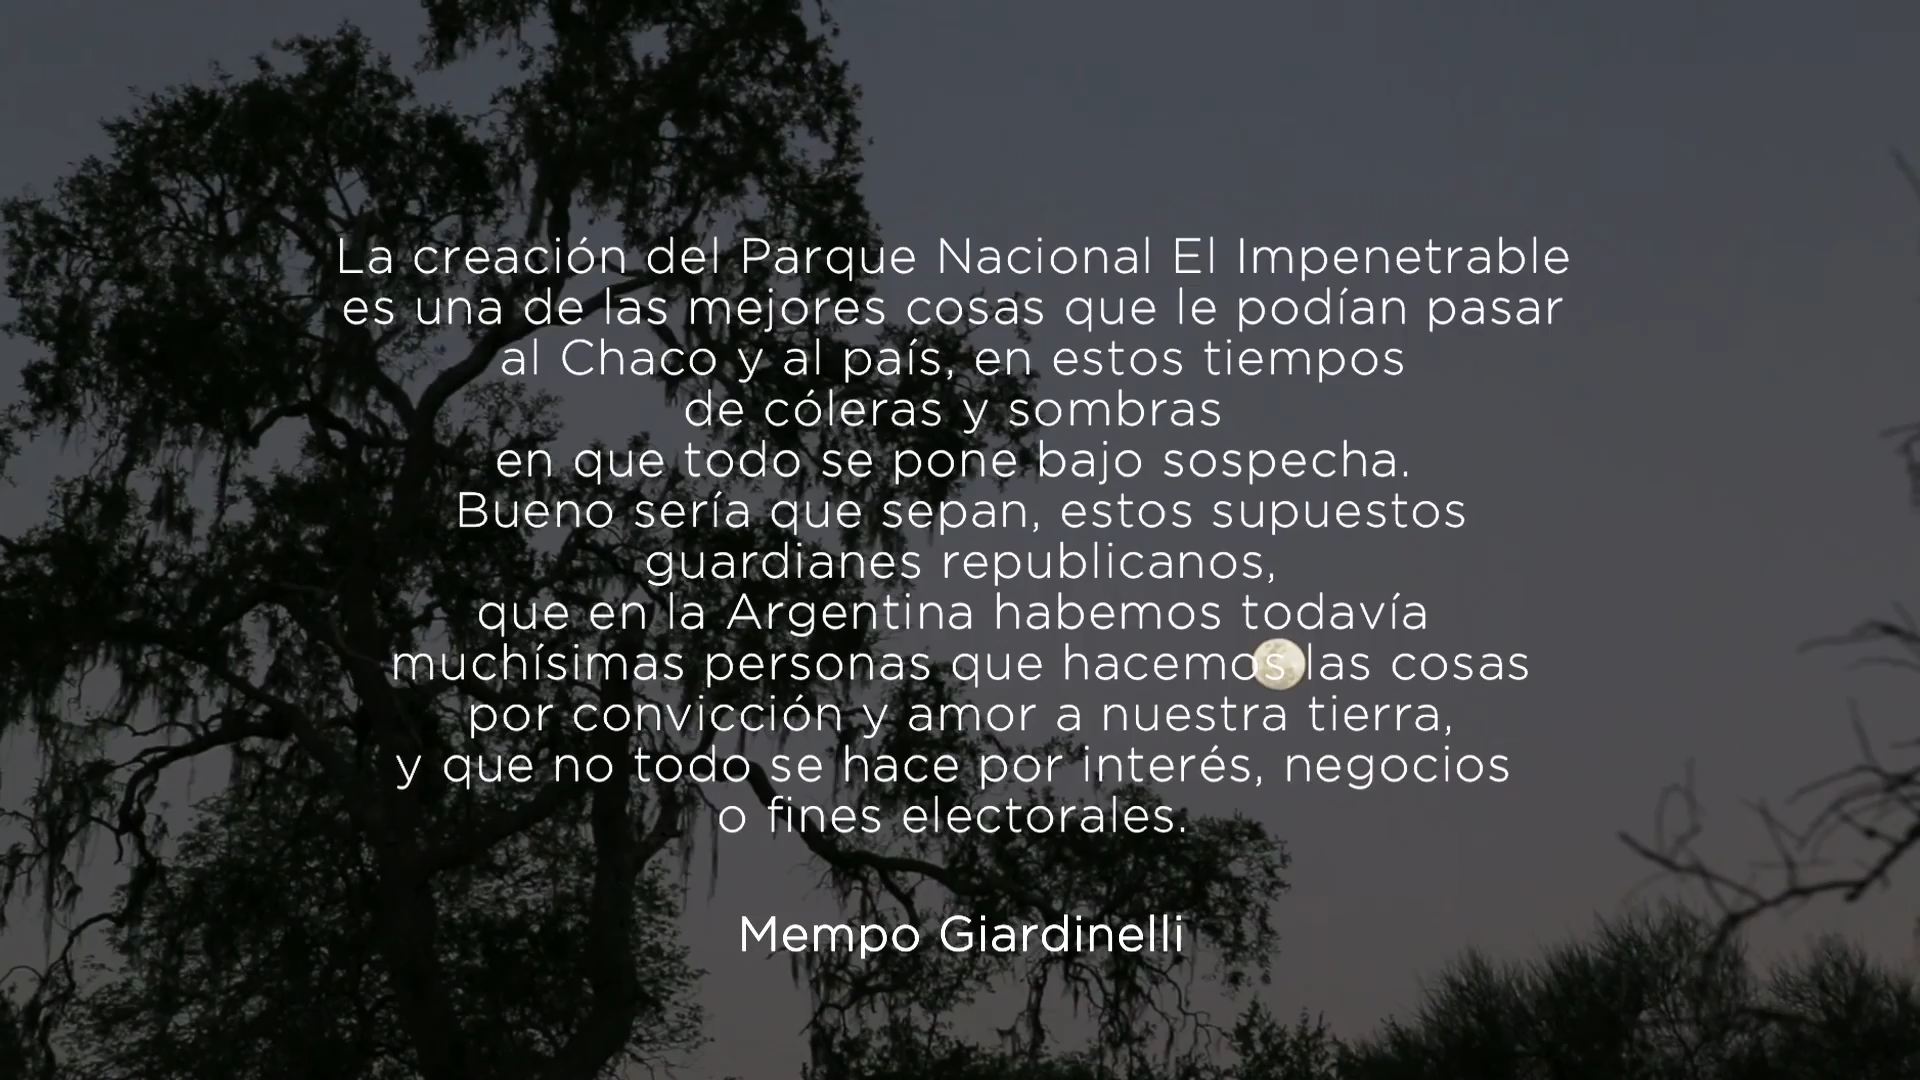 La creación del Parque Nacional El Impenetrable
es una de las mejores cosas que le podían pasar
al Chaco y al país, en estos tiempos
de cóleras y sombras
en que todo se pone bajo sospecha.
Bueno sería que sepan, estos supuestos
guardianes republicanos,
que en la Argentina habemos todavía
muchísimas personas que hacemos las cosas
por convicción y amor a nuestra tierra,
y que no todo se hace por interés, negocios
o fines electorales.
Mempo Giardinelli